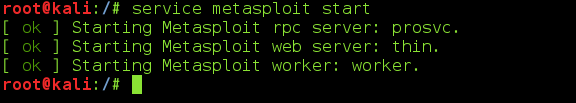 root@kali:/# service metasploit start
[ ok ] Starting Metasploit rpc server: prosvc.
[ ok ] Starting Metasploit web server: thin.
[ ok ] Starting Metasploit worker: worker.
root@kali:/#